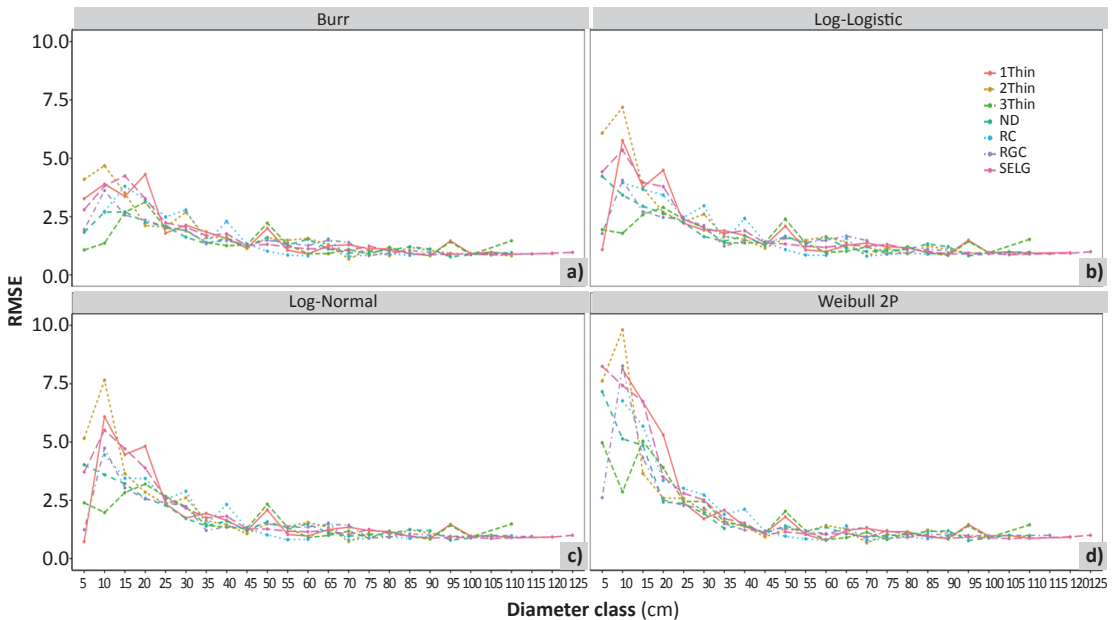 Burr
Log-Logistic
10.0
7.5
5.0
2.5
0.0
a)
1Thin
2Thin
3Thin
ND
RC
RGC
SELG
b)
RMSE
Log-Normal
Weibull 2P
10.0
7.5
5.0
2.5
0.0
c)
d)
5 10 15 20 25 30 35 40 45 50 55 60 65 70 75 80 85 90 95 100 105 110 115 120 125
5 10 15 20 25 30 35 40 45 50 55 60 65 70 75 80 85 90 95 100 105 110 115 120 125
Diameter class (cm)